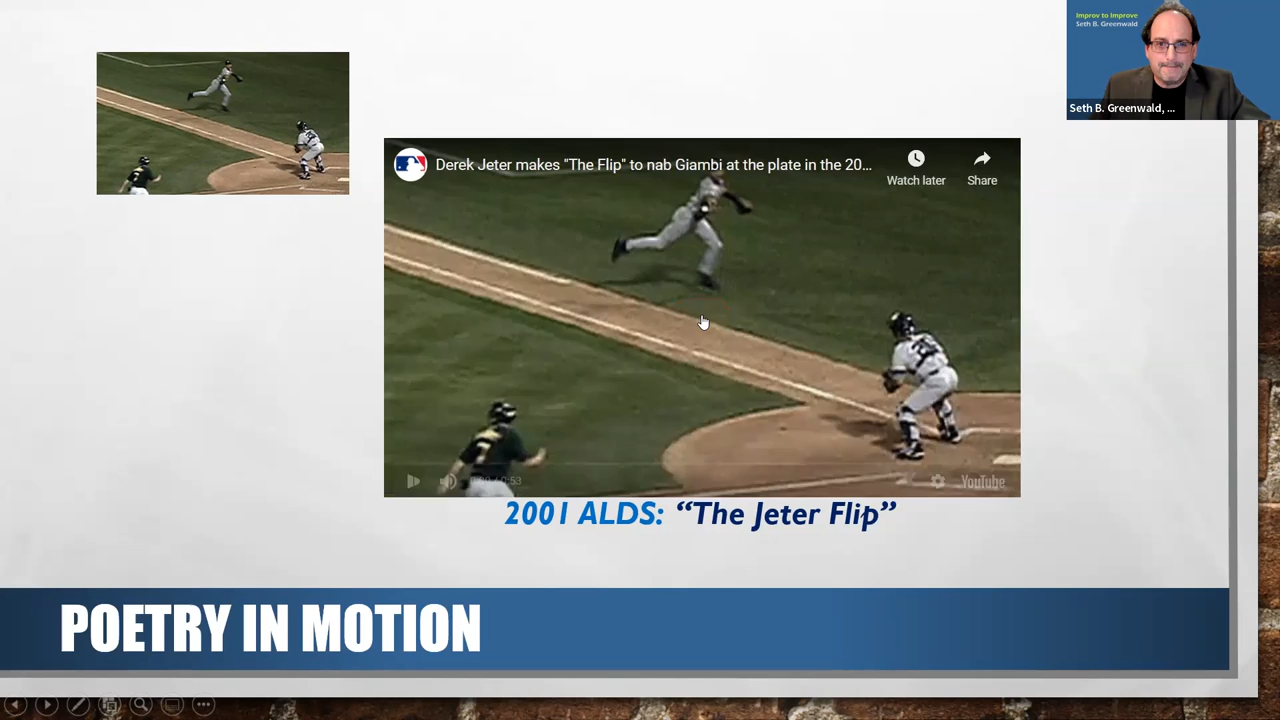 Improv to Improve
Seth B. Greenwald
Seth B. Greenwald, ...
Derek Jeter makes "The Flip" to nab Giambi at the plate in the 20...
Watch later
Share
YouTube
2001 ALDS: “The Jeter Flip”
POETRY IN MOTION